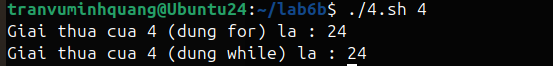 tranvuminhquang@Ubuntu24:~/lab6b$ ./4.sh 4
Giai thua cua 4 (dung for) la : 24
Giai thua cua 4 (dung while) la : 24